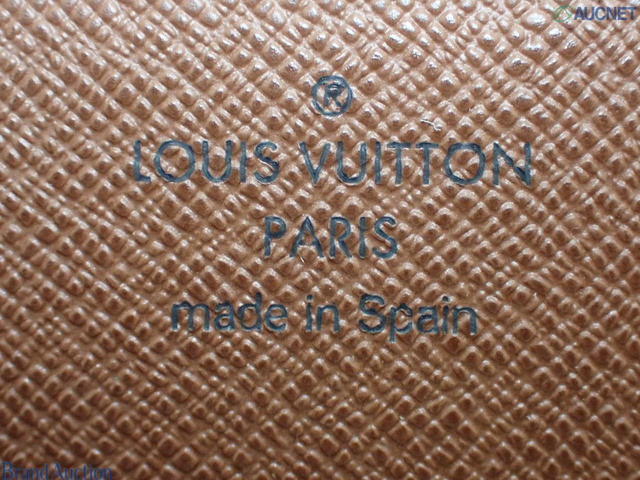 AUCNET
®
LOUIS VUITTON
PARIS
made in Spain
Brand Auction